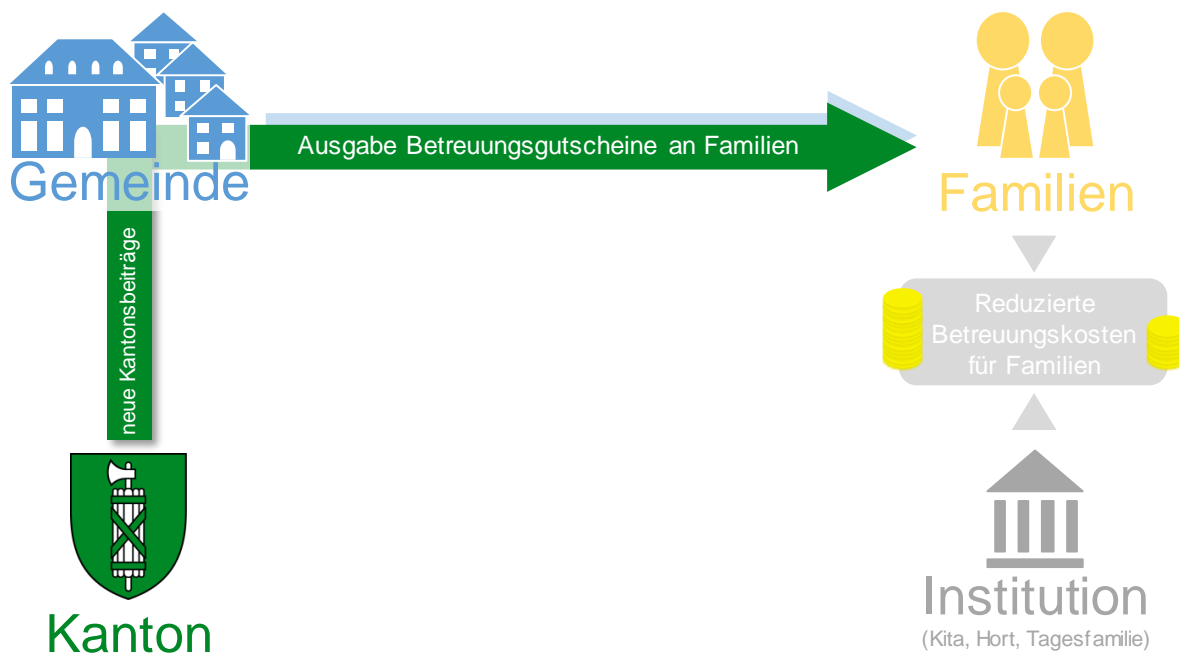 Gemeinde
Ausgabe Betreuungsgutscheine an Familien
Familien
neue Kantonsbeiträge
Reduzierte
Betreuungskosten
für Familien
Kanton
Institution
(Kita, Hort, Tagesfamilie)